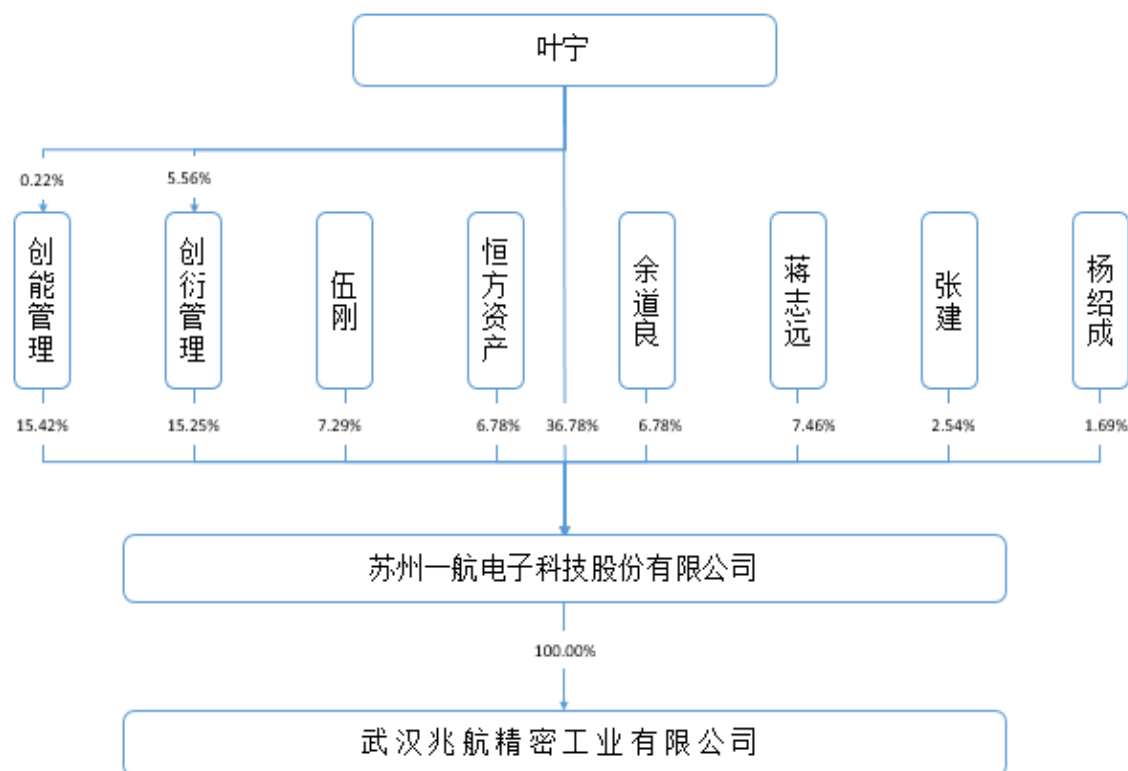 叶宁
0.22%
5.56%
创能管理
创衍管理
伍刚
恒方资产
余道良
蒋志远
张建
杨绍成
15.42%
15.25%
7.29%
6.78%
36.78%
6.78%
7.46%
2.54%
1.69%
苏州一航电子科技股份有限公司
100.00%
武汉兆航精密工业有限公司